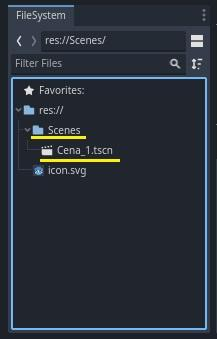 FileSystem
res://Scenes/
Filter Files
Favorites:
res://
Scenes
Cena_1.tscn
icon.svg